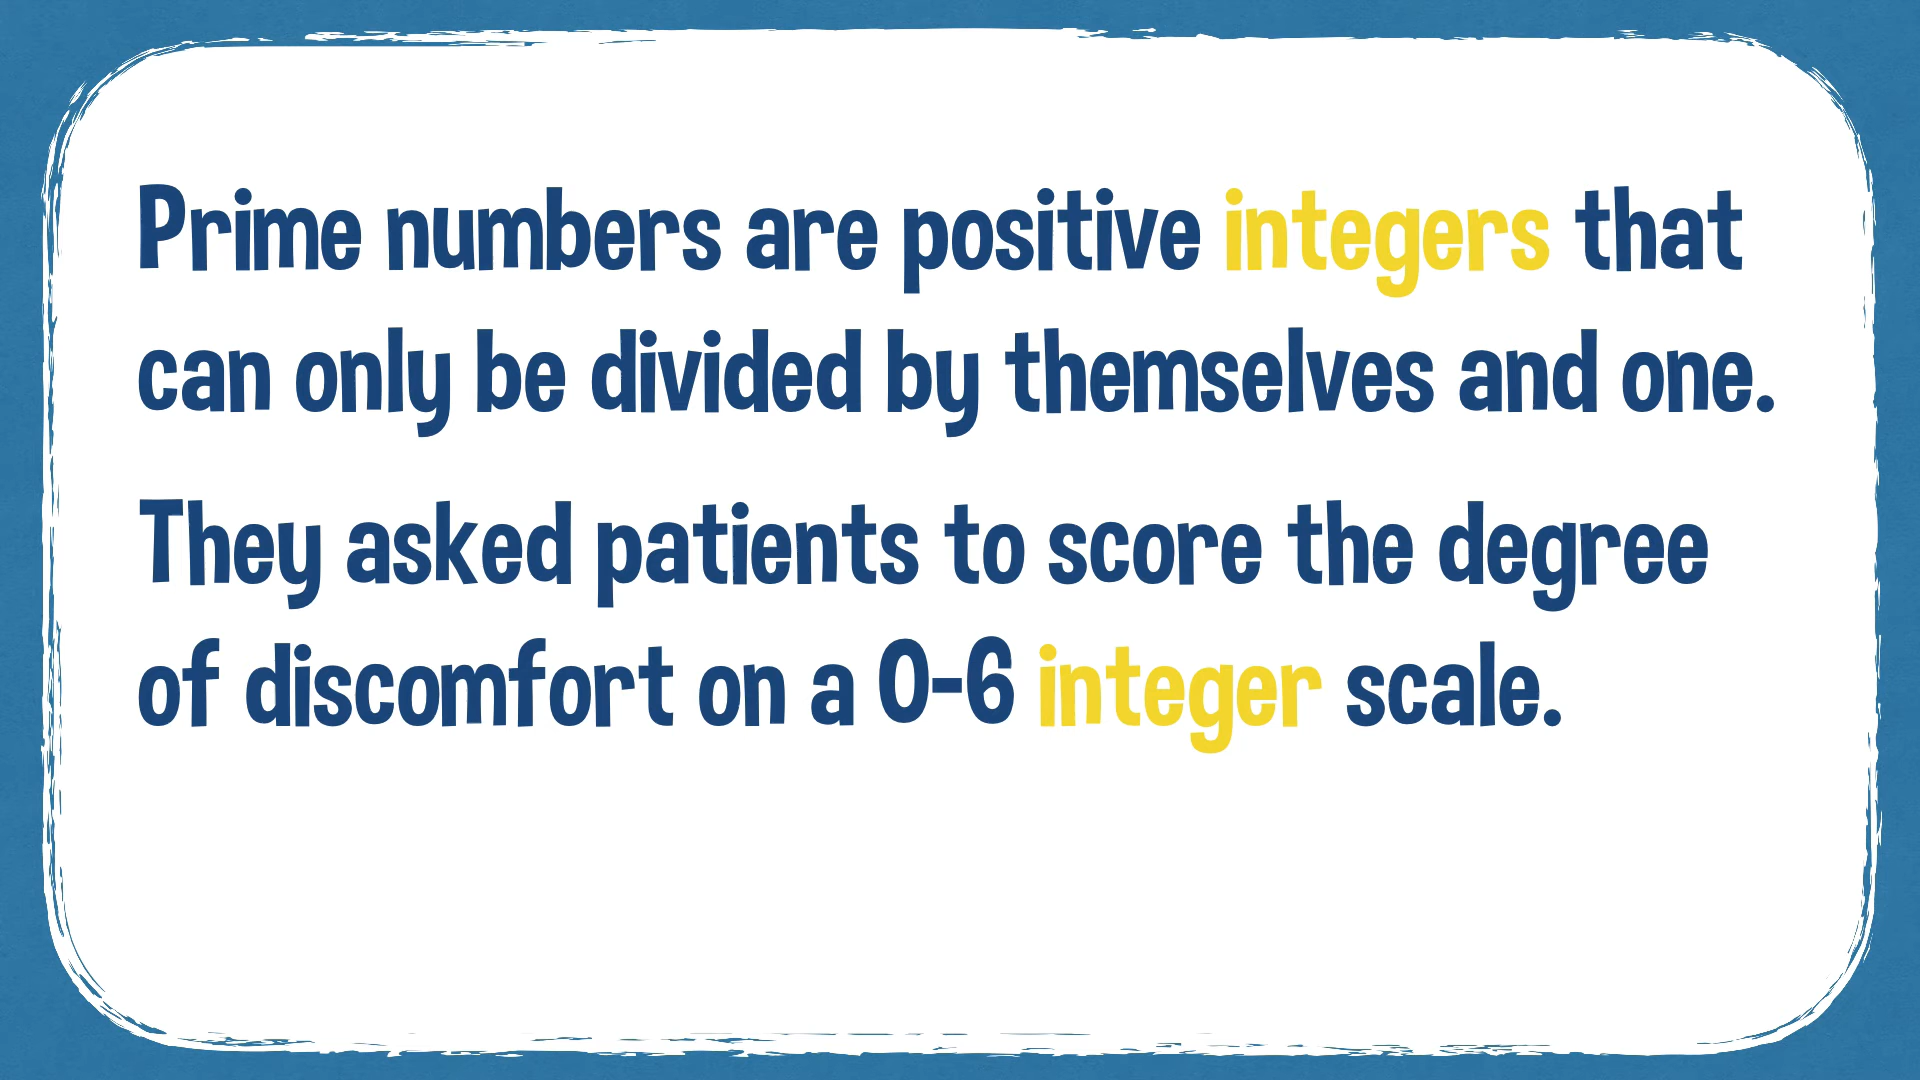 Prime numbers are positive integers that
can only be divided by themselves and one.
They asked patients to score the degree
of discomfort on a 0-6 integer scale.